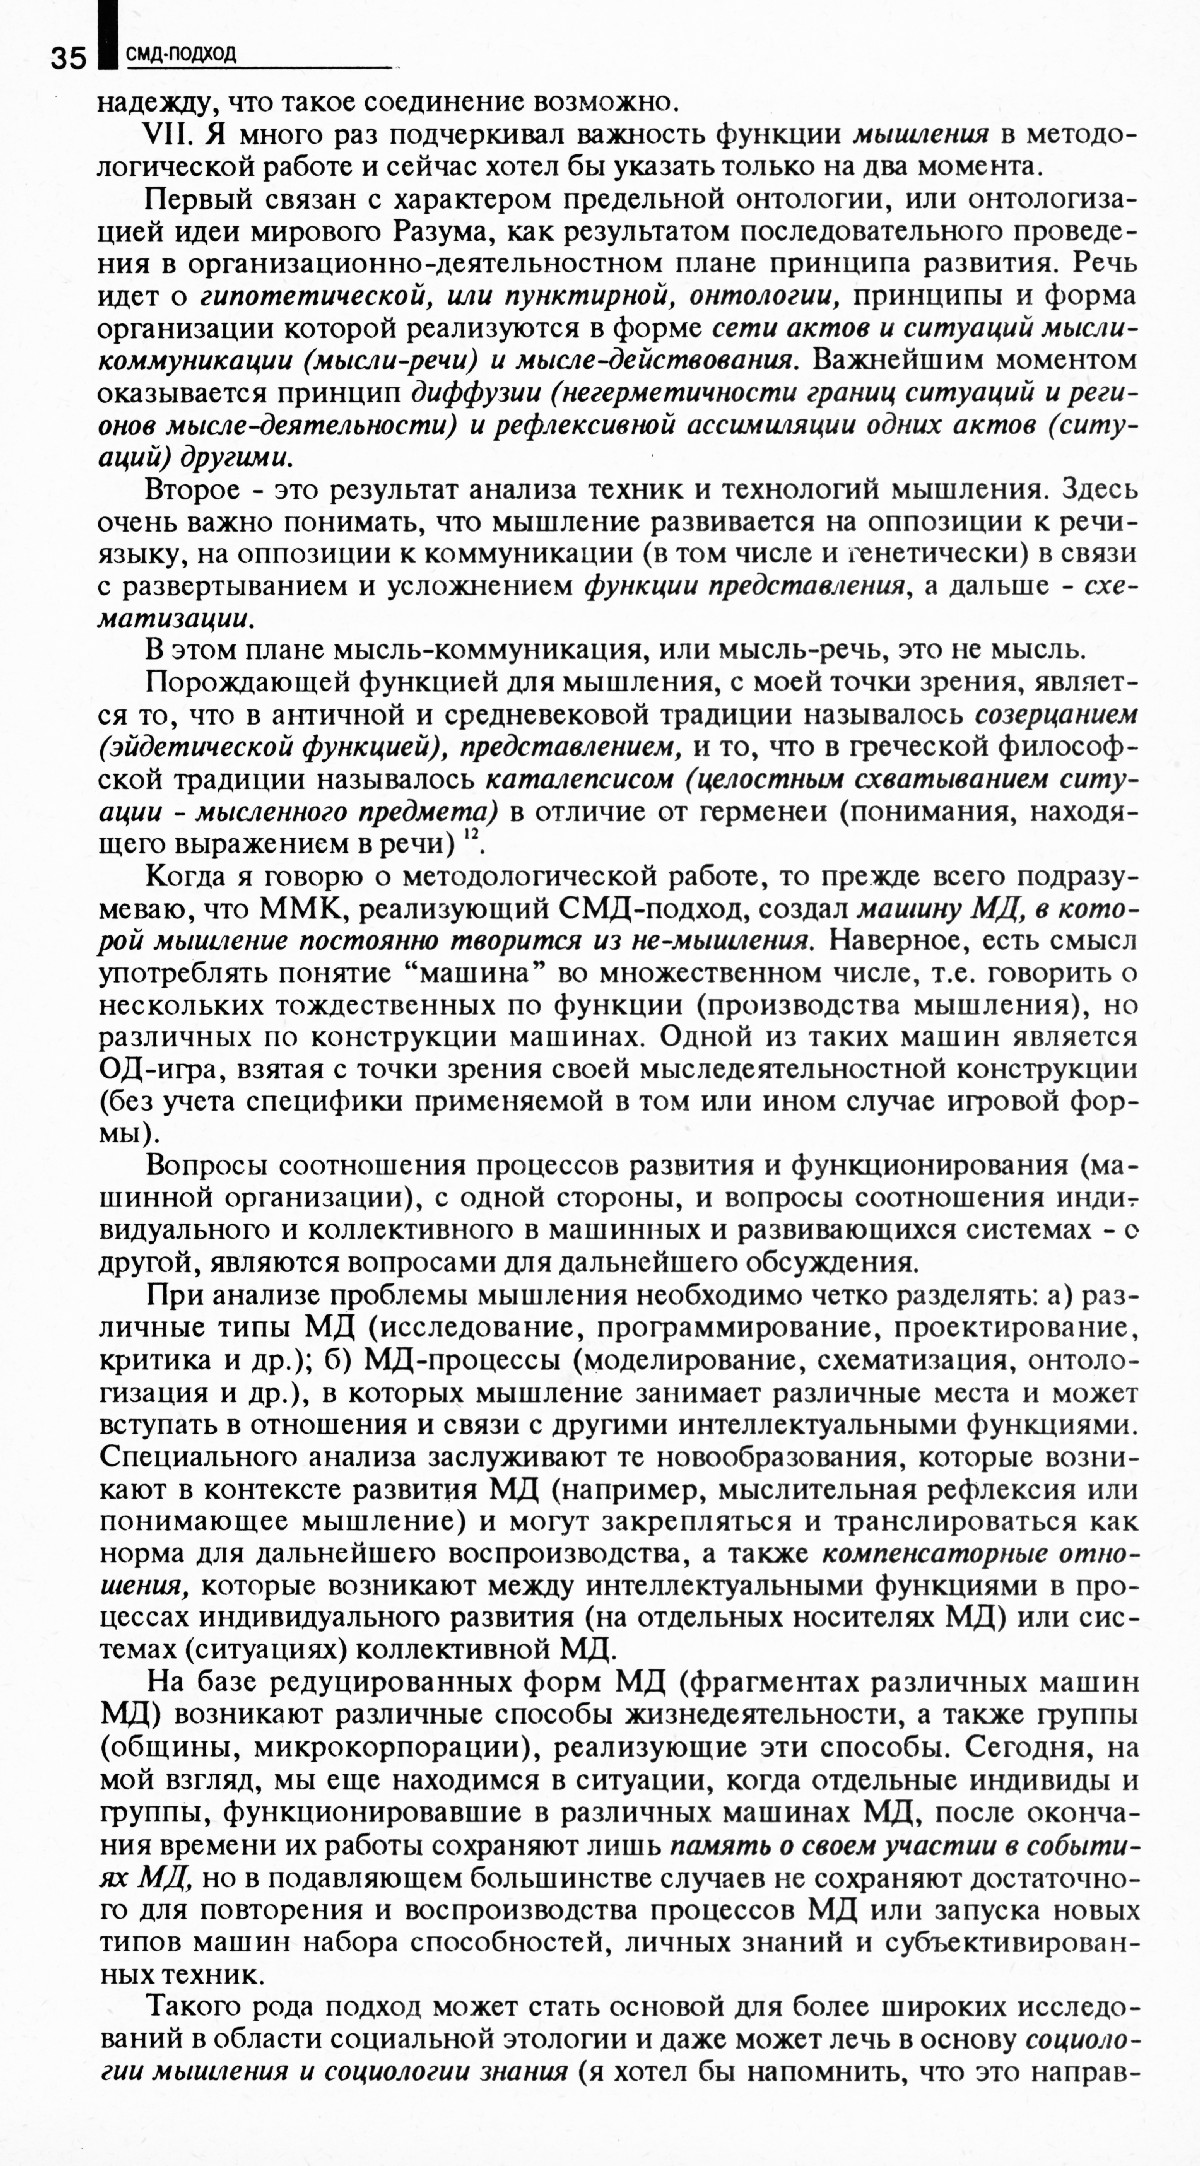 35 СМД-ПОДХОД
надежду, что такое соединение возможно.
VII. Я много раз подчеркивал важность функции мышления в методо-
логической работе и сейчас хотел бы указать только на два момента.
Первый связан с характером предельной онтологии, или онтологиза-
цией идеи мирового Разума, как результатом последовательного проведе-
ния в организационно-деятельностном плане принципа развития. Речь
идет о гипотетической, или пунктирной, онтологии, принципы и форма
организации которой реализуются в форме сети актов и ситуаций мысли-
коммуникации (мысли-речи) и мысле-действования. Важнейшим моментом
оказывается принцип диффузии (негерметичности границ ситуаций и реги-
онов мысле-деятельности) и рефлексивной ассимиляции одних актов (ситу-
аций) другими.
Второе - это результат анализа техник и технологий мышления. Здесь
очень важно понимать, что мышление развивается на оппозиции к речи-
языку, на оппозиции к коммуникации (в том числе и генетически) в связи
с развертыванием и усложнением функции представления, а дальше - схе-
матизации.
В этом плане мысль-коммуникация, или мысль-речь, это не мысль.
Порождающей функцией для мышления, с моей точки зрения, являет-
ся то, что в античной и средневековой традиции называлось созерцанием
(эйдетической функцией), представлением, и то, что в греческой философ-
ской традиции называлось каталепсисом (целостным схватыванием ситу-
ации - мысленного предмета) в отличие от герменеи (понимания, находя-
щего выражением в речи) 12.
Когда я говорю о методологической работе, то прежде всего подразу-
меваю, что ММК, реализующий СМД-подход, создал машину МД, в кото-
рой мышление постоянно творится из не-мышления. Наверное, есть смысл
употреблять понятие “машина” во множественном числе, т.е. говорить о
нескольких тождественных по функции (производства мышления), но
различных по конструкции машинах. Одной из таких машин является
ОД-игра, взятая с точки зрения своей мыследеятельностной конструкции
(без учета специфики применяемой в том или ином случае игровой фор-
мы).
Вопросы соотношения процессов развития и функционирования (ма-
шинной организации), с одной стороны, и вопросы соотношения инди-
видуального и коллективного в машинных и развивающихся системах - с
другой, являются вопросами для дальнейшего обсуждения.
При анализе проблемы мышления необходимо четко разделять: а) раз-
личные типы МД (исследование, программирование, проектирование,
критика и др.); б) МД-процессы (моделирование, схематизация, онтоло-
гизация и др.), в которых мышление занимает различные места и может
вступать в отношения и связи с другими интеллектуальными функциями.
Специального анализа заслуживают те новообразования, которые возни-
кают в контексте развития МД (например, мыслительная рефлексия или
понимающее мышление) и могут закрепляться и транслироваться как
норма для дальнейшего воспроизводства, а также компенсаторные отно-
шения, которые возникают между интеллектуальными функциями в про-
цессах индивидуального развития (на отдельных носителях МД) или сис-
темах (ситуациях) коллективной МД.
На базе редуцированных форм МД (фрагментах различных машин
МД) возникают различные способы жизнедеятельности, а также группы
(общины, микрокорпорации), реализующие эти способы. Сегодня, на
мой взгляд, мы еще находимся в ситуации, когда отдельные индивиды и
группы, функционировавшие в различных машинах МД, после оконча-
ния времени их работы сохраняют лишь память о своем участии в событи-
ях МД, но в подавляющем большинстве случаев не сохраняют достаточно-
го для повторения и воспроизводства процессов МД или запуска новых
типов машин набора способностей, личных знаний и субъективирован-
ных техник.
Такого рода подход может стать основой для более широких исследо-
ваний в области социальной этологии и даже может лечь в основу социоло-
гии мышления и социологии знания (я хотел бы напомнить, что это направ-